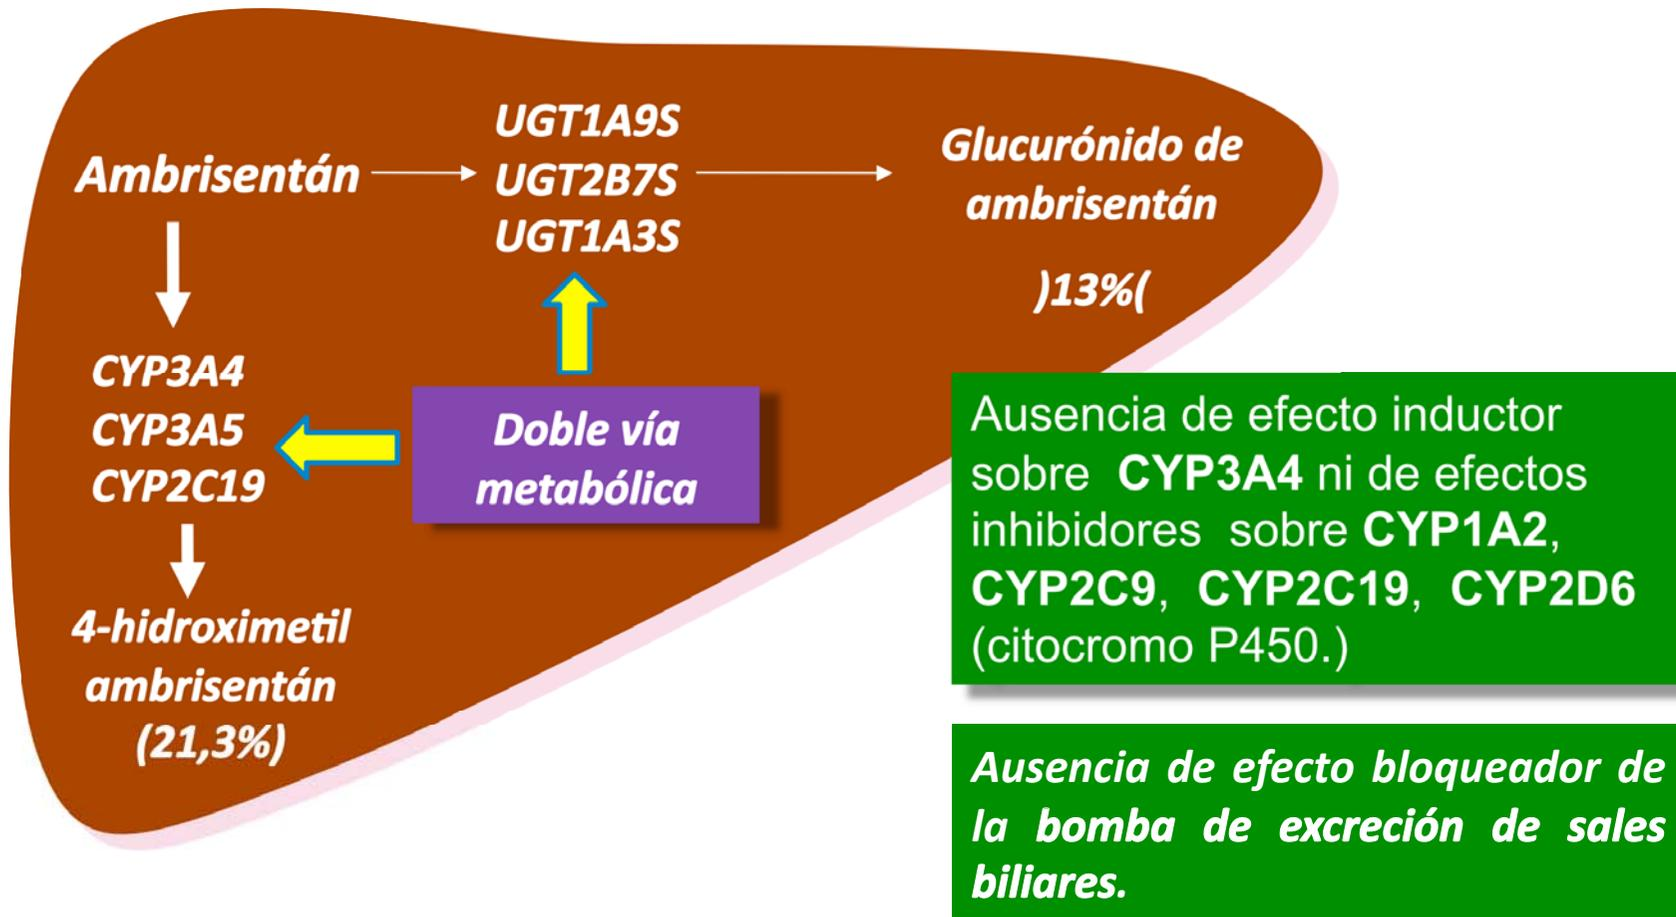 Ambrisentán
UGT1A9S
UGT2B7S
UGT1A3S
Glucurónido de
ambrisentán
)13%(
CYP3A4
CYP3A5
CYP2C19
Doble vía
metabólica
4-hidroximetil
ambrisentán
(21,3%)
Ausencia de efecto inductor
sobre CYP3A4 ni de efectos
inhibidores sobre CYP1A2,
CYP2C9, CYP2C19, CYP2D6
(citocromo P450.)
Ausencia de efecto bloqueador de
la bomba de excreción de sales
biliares.